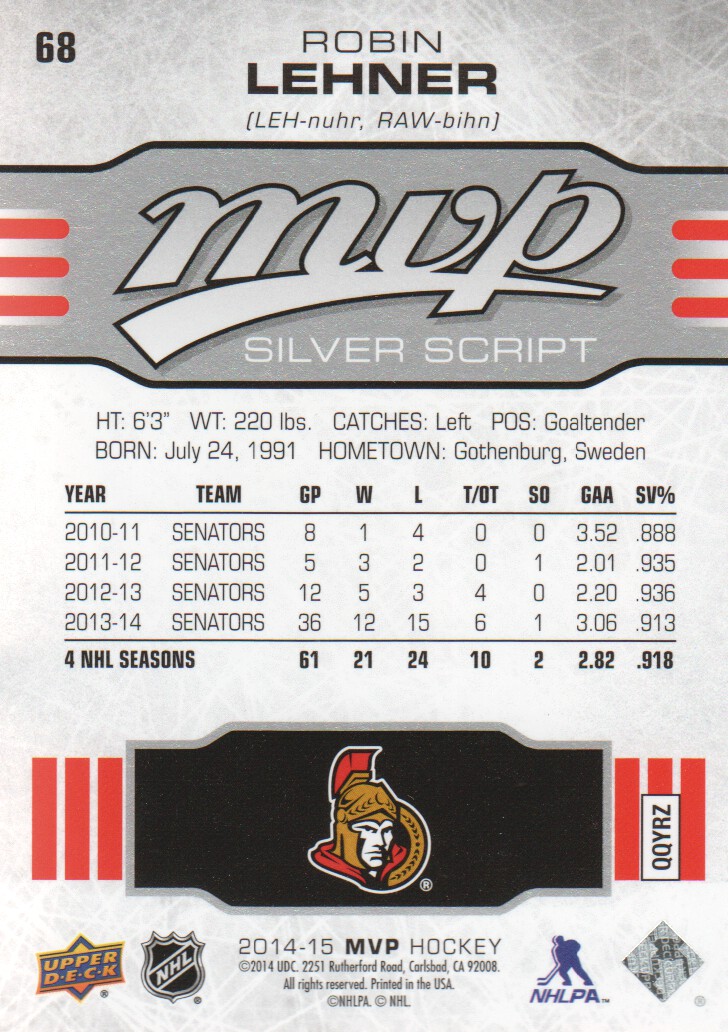 68
ROBIN
LEHNER
(LEH-nuhr, RAW-bihn)
mvp
SILVER SCRIPT
HT: 6'3" WT: 220 lbs. CATCHES: Left POS: Goaltender
BORN: July 24, 1991 HOMETOWN: Gothenburg, Sweden
YEAR TEAM GP W L T/OT SO GAA SV%
2010-11 SENATORS 8 1 4 0 0 3.52 .888
2011-12 SENATORS 5 3 2 0 1 2.01 .935
2012-13 SENATORS 12 5 3 4 0 2.20 .936
2013-14 SENATORS 36 12 15 6 1 3.06 .913
4 NHL SEASONS 61 21 24 10 2 2.82 .918
®
QQYRZ
UPPER
D·E·C·K
®
NHL
®
2014-15 MVP HOCKEY
©2014 UDC. 2251 Rutherford Road, Carlsbad, CA 92008.
All rights reserved. Printed in the USA.
©NHLPA. © NHL.
NHLPA™
®